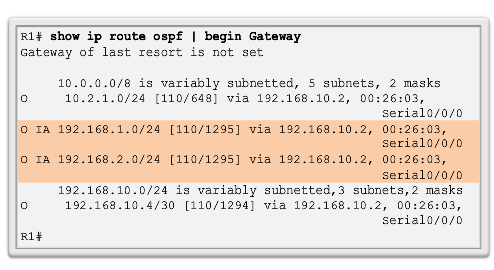 R1# show ip route ospf | begin Gateway
Gateway of last resort is not set
10.0.0.0/8 is variably subnetted, 5 subnets, 2 masks
O 10.2.1.0/24 [110/648] via 192.168.10.2, 00:26:03,
Serial0/0/0
O IA 192.168.1.0/24 [110/1295] via 192.168.10.2, 00:26:03,
Serial0/0/0
O IA 192.168.2.0/24 [110/1295] via 192.168.10.2, 00:26:03,
Serial0/0/0
192.168.10.0/24 is variably subnetted,3 subnets,2 masks
O 192.168.10.4/30 [110/1294] via 192.168.10.2, 00:26:03,
Serial0/0/0
R1#